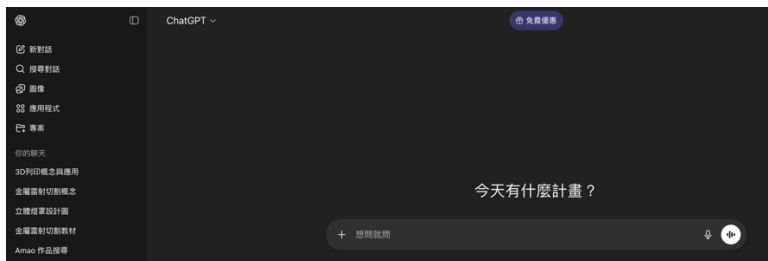 ChatGPT
免費優惠
新對話
搜尋對話
圖像
應用程式
專案
你的聊天
3D列印概念與應用
金屬雷射切割概念
立體燈罩設計圖
金屬雷射切割教材
Amao 作品搜尋
今天有什麼計畫？
想問就問